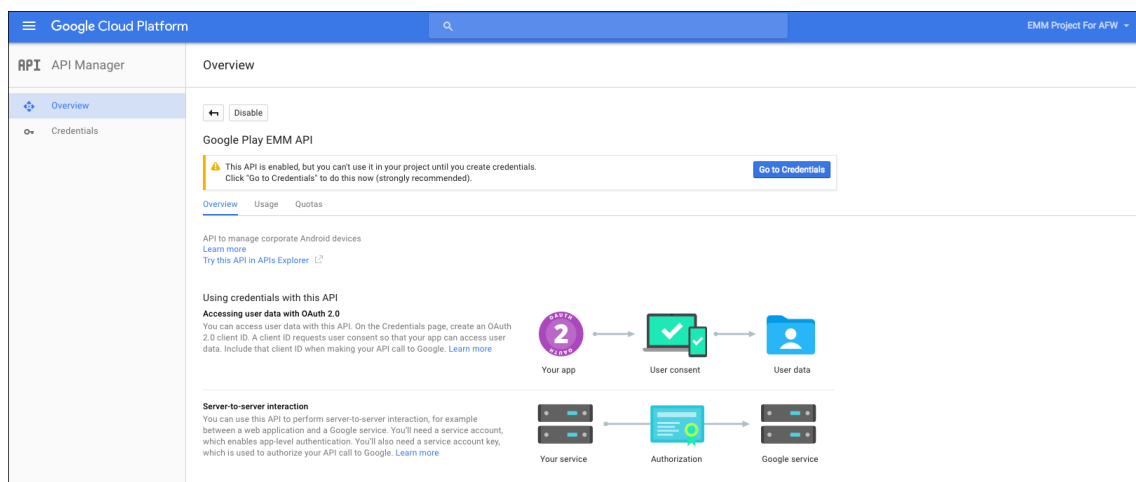 Google Cloud Platform
EMM Project For AFW
API API Manager
Overview
Overview
Credentials
Disable
Google Play EMM API
This API is enabled, but you can't use it in your project until you create credentials.
Click "Go to Credentials" to do this now (strongly recommended).
Go to Credentials
Overview Usage Quotas
API to manage corporate Android devices
Learn more
Try this API in APIs Explorer
Using credentials with this API
Accessing user data with OAuth 2.0
You can access user data with this API. On the Credentials page, create an OAuth
2.0 client ID. A client ID requests user consent so that your app can access user
data. Include that client ID when making your API call to Google. Learn more
OAUTH
2
OAUTH
Your app
User consent
User data
Server-to-server interaction
You can use this API to perform server-to-server interaction, for example
between a web application and a Google service. You'll need a service account,
which enables app-level authentication. You'll also need a service account key,
which is used to authorize your API call to Google. Learn more
Your service
Authorization
Google service